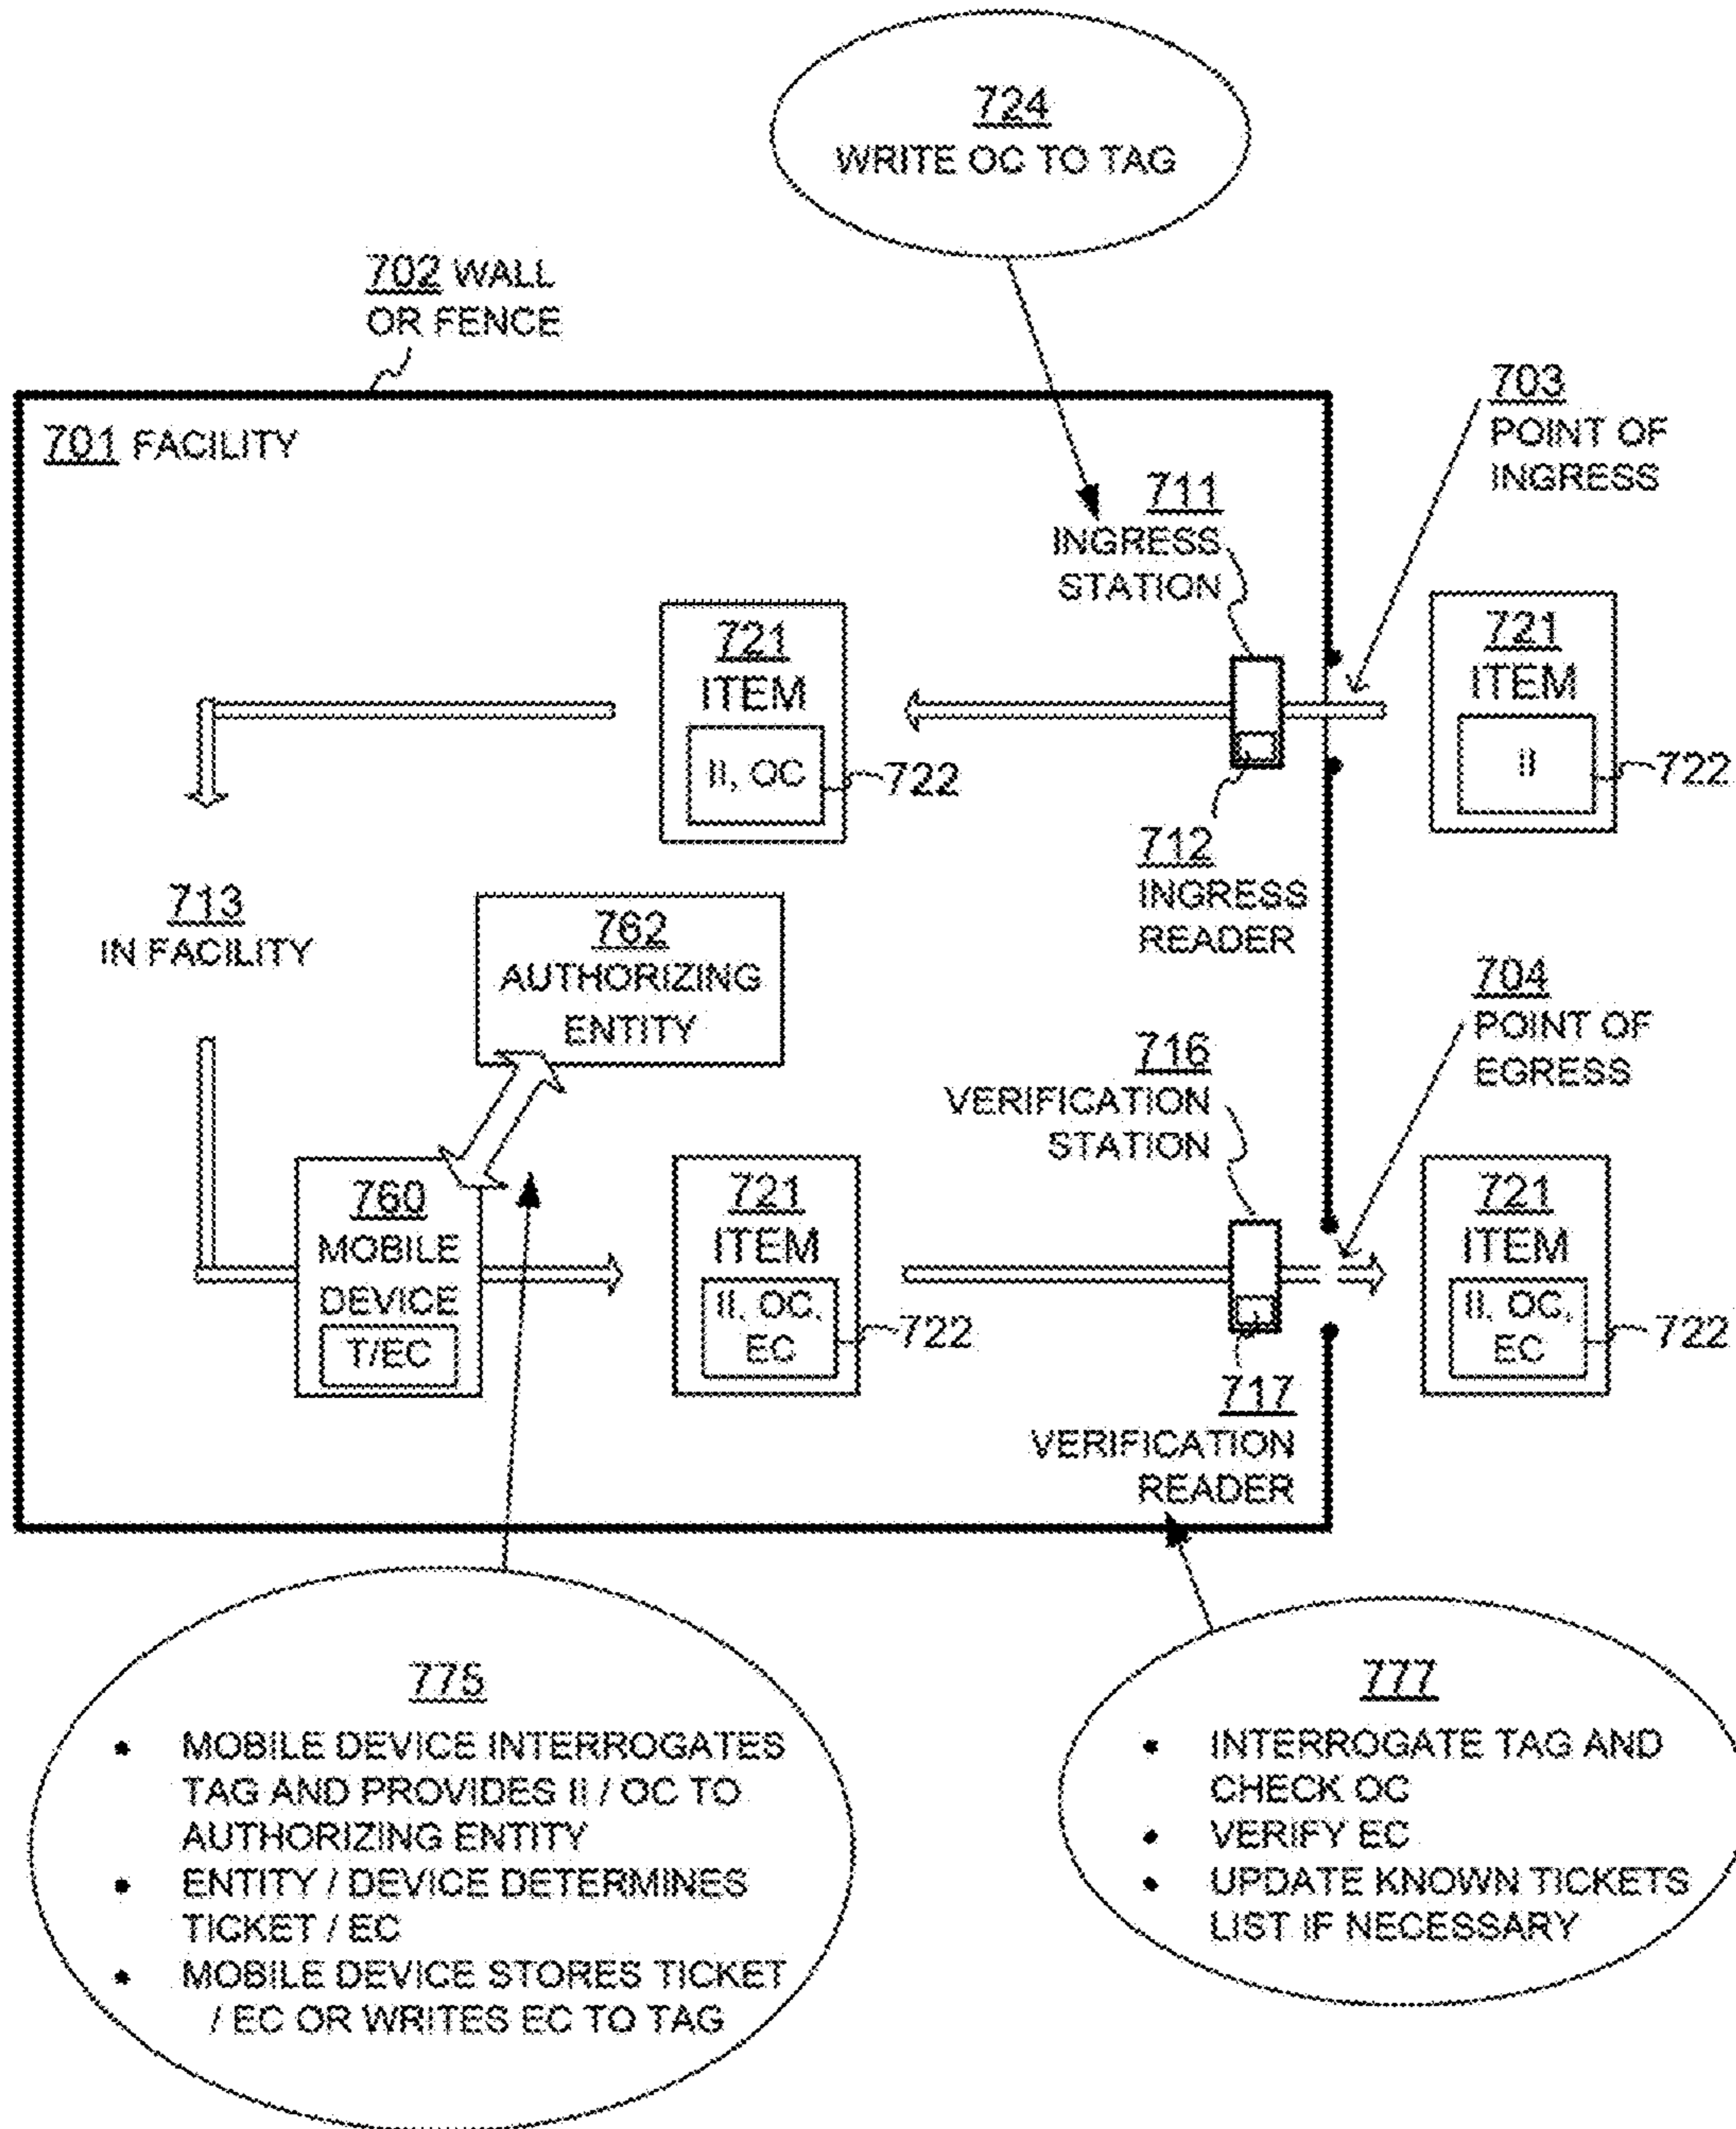 724
WRITE OC TO TAG
702 WALL
OR FENCE
703
POINT OF
INGRESS
701 FACILITY
711
INGRESS
STATION
721
ITEM
II, OC
722
721
ITEM
II
722
712
INGRESS
READER
713
IN FACILITY
762
AUTHORIZING
ENTITY
704
POINT OF
EGRESS
716
VERIFICATION
STATION
760
MOBILE
DEVICE
T/EC
721
ITEM
II, OC,
EC
722
721
ITEM
II, OC,
EC
722
717
VERIFICATION
READER
775
• MOBILE DEVICE INTERROGATES
TAG AND PROVIDES II / OC TO
AUTHORIZING ENTITY
• ENTITY / DEVICE DETERMINES
TICKET / EC
• MOBILE DEVICE STORES TICKET
/ EC OR WRITES EC TO TAG
777
• INTERROGATE TAG AND
CHECK OC
• VERIFY EC
• UPDATE KNOWN TICKETS
LIST IF NECESSARY